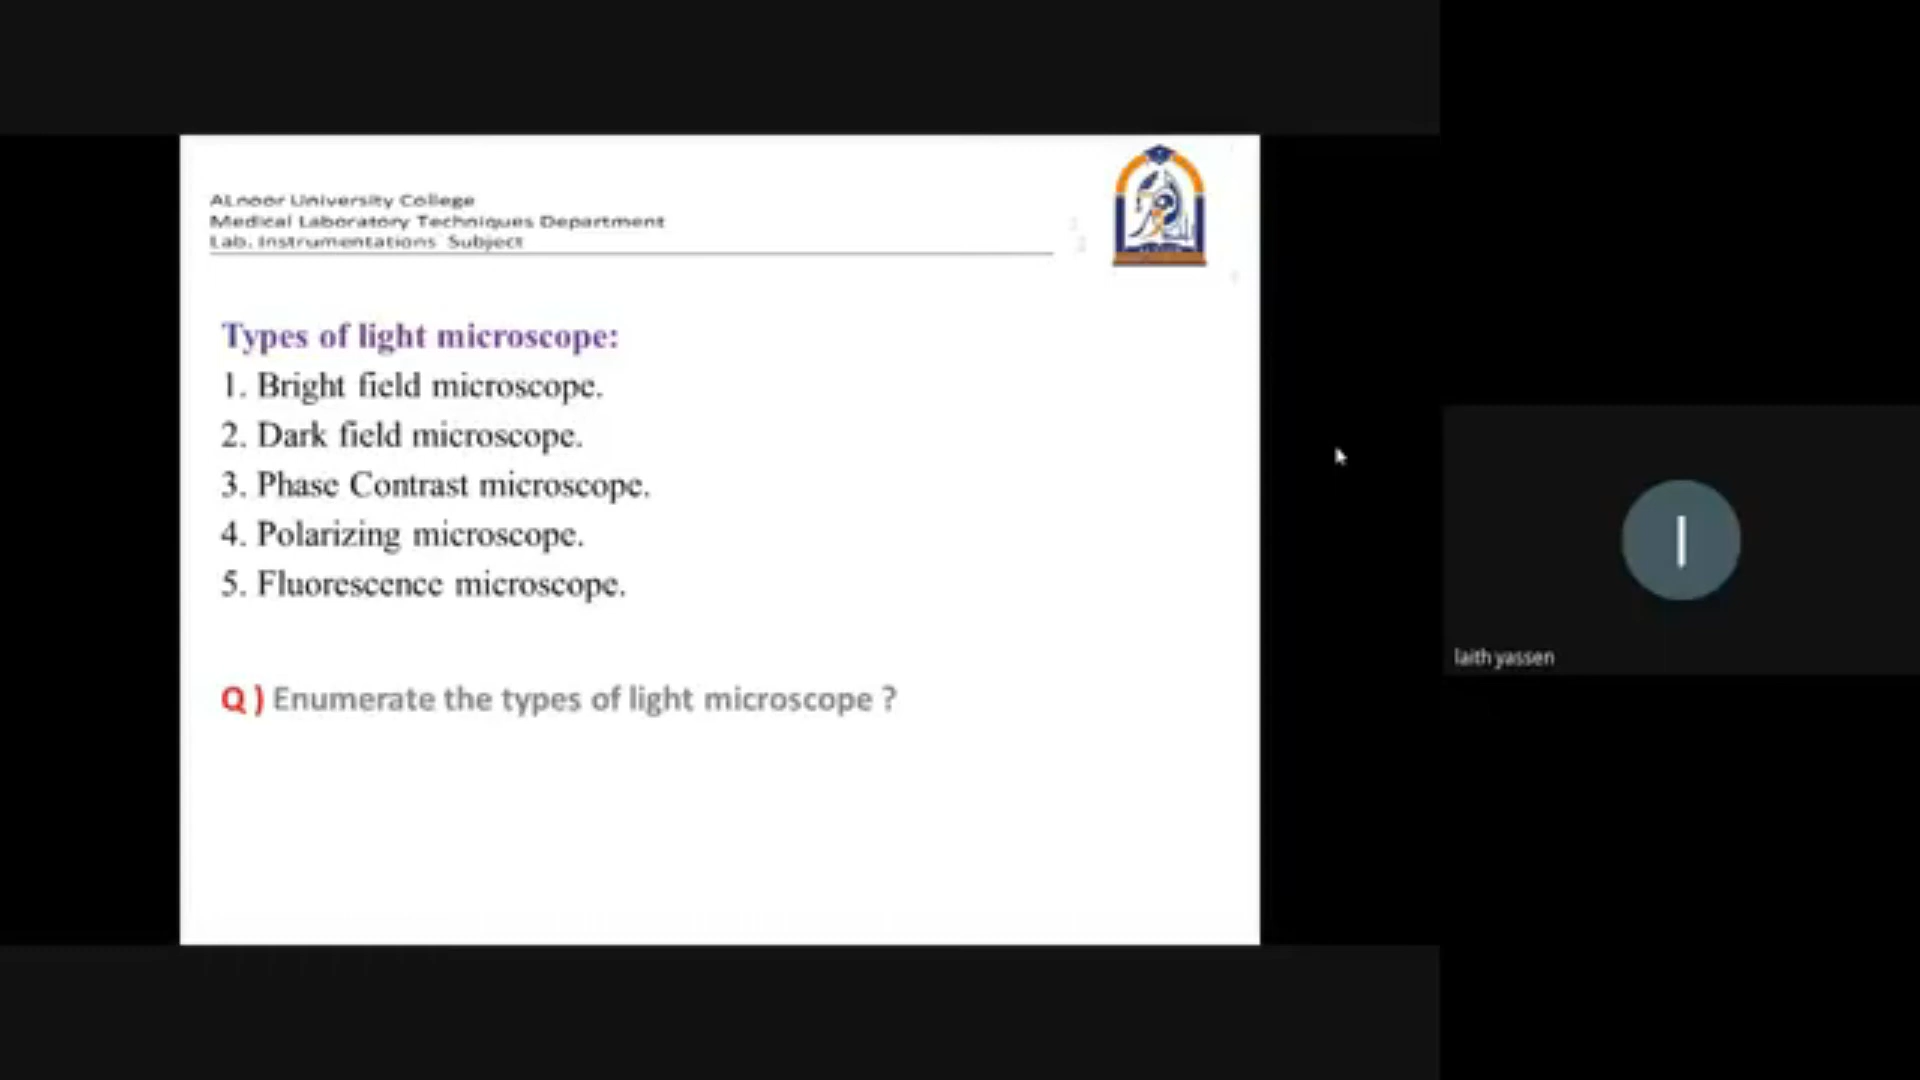 ALnoor University College
Medical Laboratory Techniques Department
Lab. Instrumentations Subject
Types of light microscope:
1. Bright field microscope.
2. Dark field microscope.
3. Phase Contrast microscope.
4. Polarizing microscope.
5. Fluorescence microscope.
Q ) Enumerate the types of light microscope ?
l
laith yassen